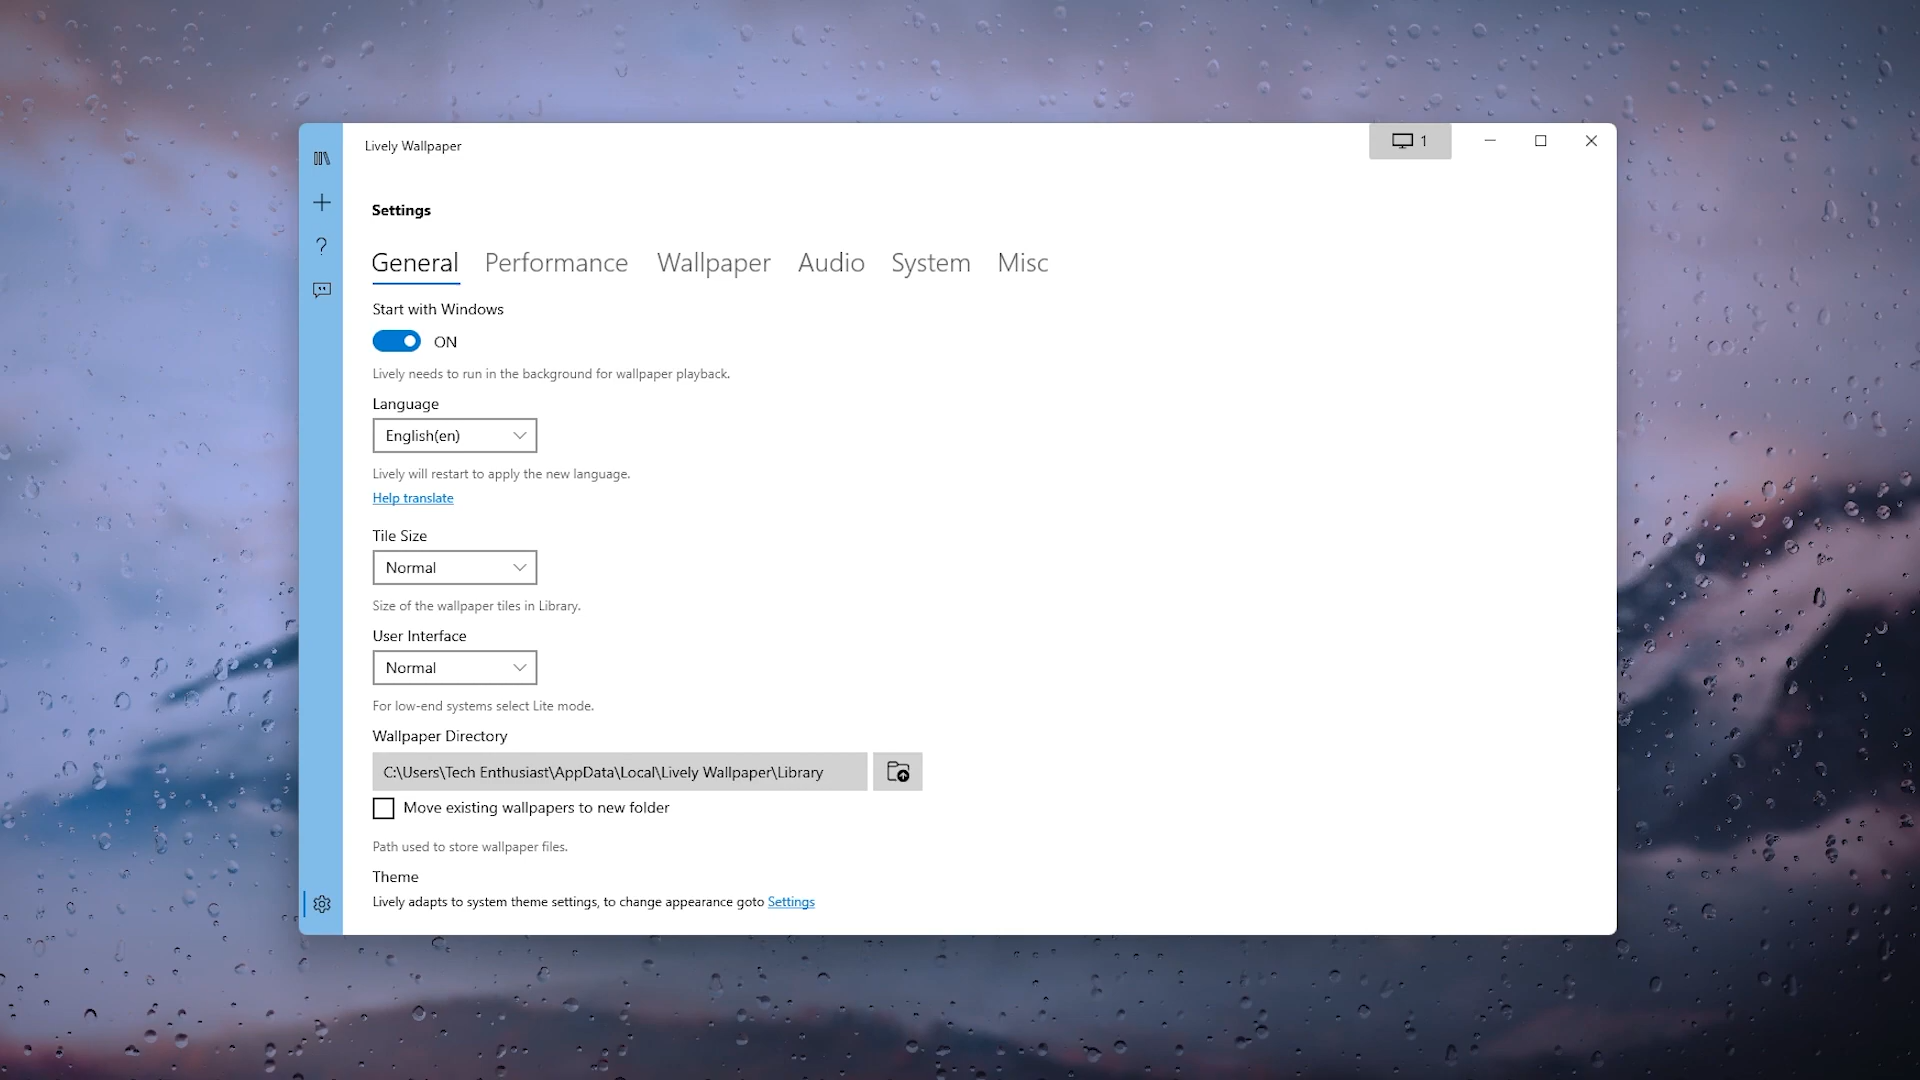 Lively Wallpaper
1
Settings
General Performance Wallpaper Audio System Misc
Start with Windows
ON
Lively needs to run in the background for wallpaper playback.
Language
English(en)
Lively will restart to apply the new language.
Help translate
Tile Size
Normal
Size of the wallpaper tiles in Library.
User Interface
Normal
For low-end systems select Lite mode.
Wallpaper Directory
C:\Users\Tech Enthusiast\AppData\Local\Lively Wallpaper\Library
Move existing wallpapers to new folder
Path used to store wallpaper files.
Theme
Lively adapts to system theme settings, to change appearance goto Settings